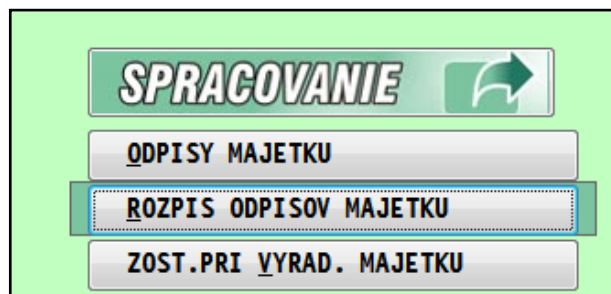 SPRACOVANIE
ODPISY MAJETKU
ROZPIS ODPISOV MAJETKU
ZOST.PRI VYRAD. MAJETKU